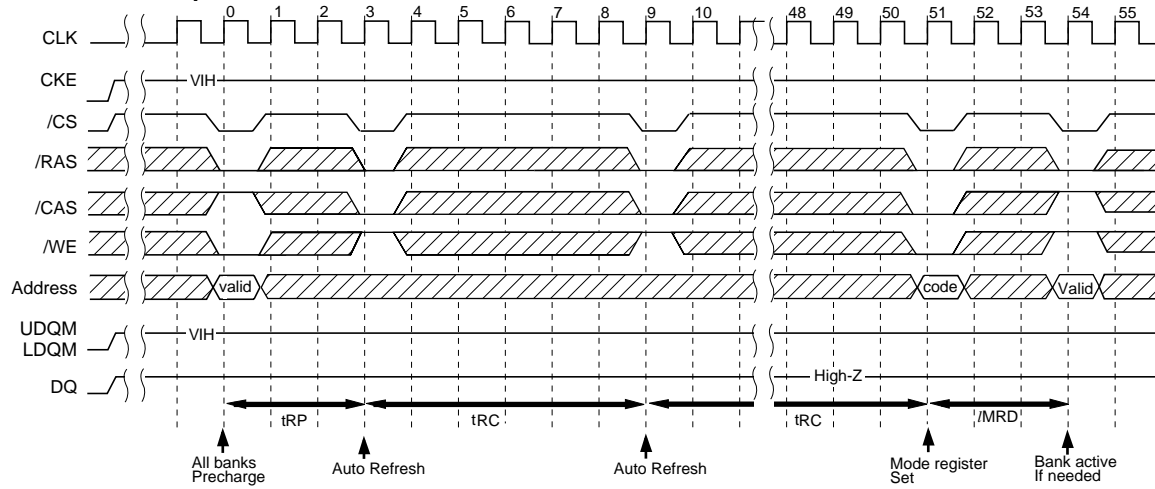 0 1 2 3 4 5 6 7 8 9 10 48 49 50 51 52 53 54 55
CLK
CKE VIH
/CS
/RAS
/CAS
/WE
Address valid code Valid
UDQM VIH
LDQM
DQ High-Z
tRP tRC tRC lMRD
All banks
Precharge
Auto Refresh
Auto Refresh
Mode register
Set
Bank active
If needed